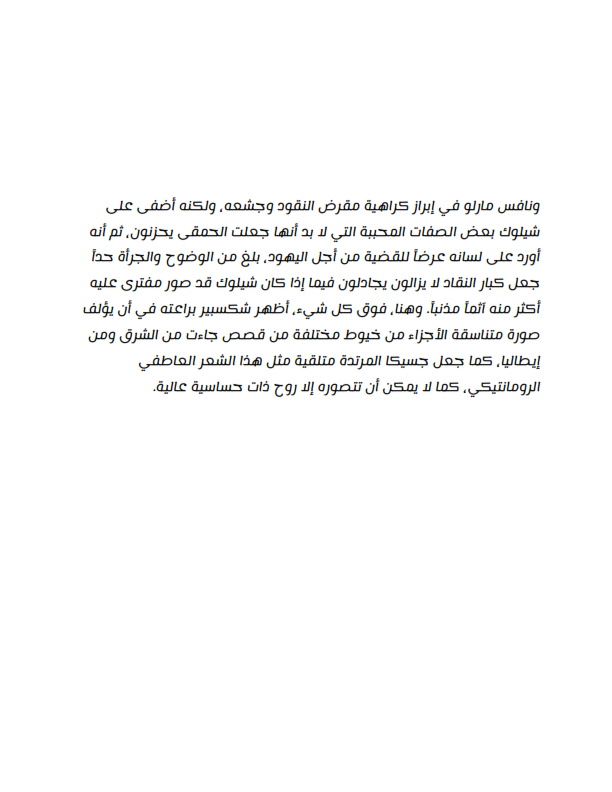 ونافس مارلو في إبراز كراهية مقرض النقود وجشعه، ولكنه أضفى على
شيلوك بعض الصفات المحببة التي لا بد أنها جعلت الحمقى يحزنون، ثم أنه
أورد على لسانه عرضاً للقضية من أجل اليهود، بلغ من الوضوح والجرأة حداً
جعل كبار النقاد لا يزالون يجادلون فيما إذا كان شيلوك قد صور مفترى عليه
أكثر منه آثماً مذنباً. وهنا، فوق كل شيء، أظهر شكسبير براعته في أن يؤلف
صورة متناسقة الأجزاء من خيوط مختلفة من قصص جاءت من الشرق ومن
إيطاليا، كما جعل جسيكا المرتدة متلقية مثل هذا الشعر العاطفي
الرومانتيكي، كما لا يمكن أن تتصوره إلا روح ذات حساسية عالية.